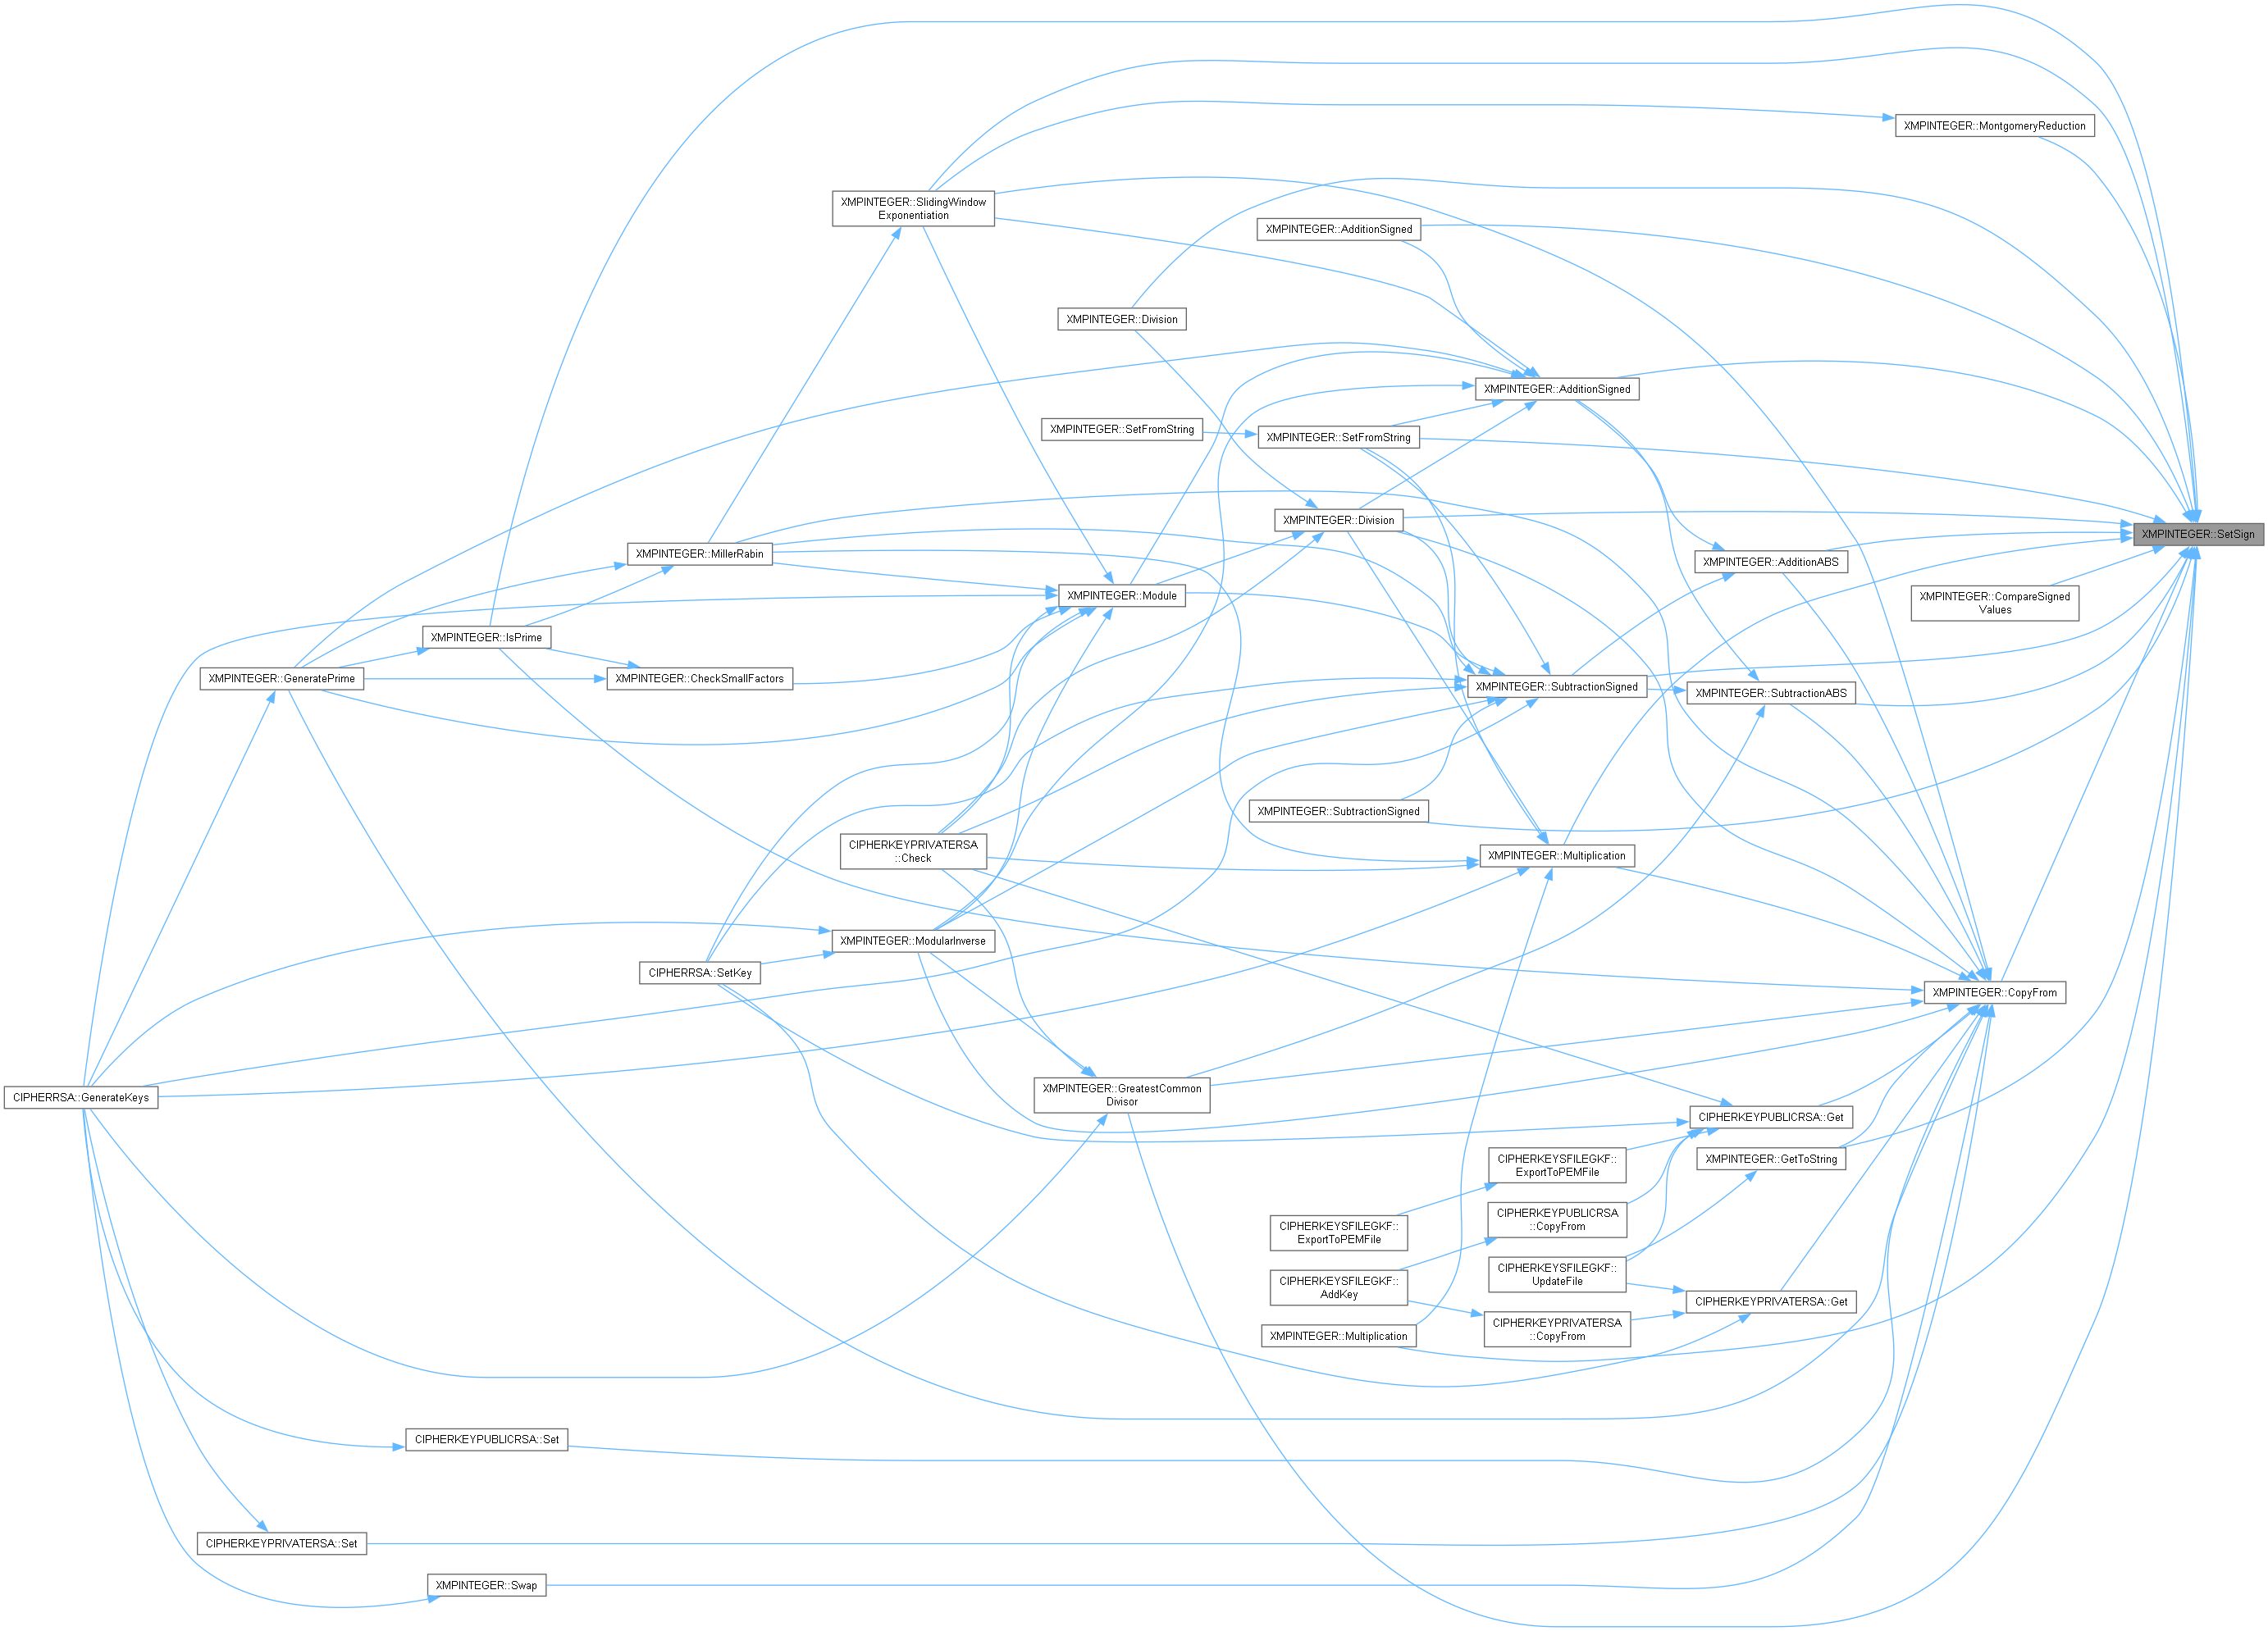 XMPINTEGER::MontgomeryReduction
XMPINTEGER::SlidingWindow
Exponentiation
XMPINTEGER::AdditionSigned
XMPINTEGER::Division
XMPINTEGER::AdditionSigned
XMPINTEGER::SetFromString
XMPINTEGER::SetFromString
XMPINTEGER::Division
XMPINTEGER::SetSign
XMPINTEGER::MillerRabin
XMPINTEGER::AdditionABS
XMPINTEGER::Module
XMPINTEGER::CompareSigned
Values
XMPINTEGER::IsPrime
XMPINTEGER::GeneratePrime
XMPINTEGER::CheckSmallFactors
XMPINTEGER::SubtractionSigned
XMPINTEGER::SubtractionABS
XMPINTEGER::SubtractionSigned
CIPHERKEYPRIVATERSA
::Check
XMPINTEGER::Multiplication
XMPINTEGER::ModularInverse
CIPHERRSA::SetKey
XMPINTEGER::CopyFrom
CIPHERRSA::GenerateKeys
XMPINTEGER::GreatestCommon
Divisor
CIPHERKEYPUBLICRSA::Get
XMPINTEGER::GetToString
CIPHERKEYSFILEGKF::
ExportToPEMFile
CIPHERKEYPUBLICRSA
::CopyFrom
CIPHERKEYSFILEGKF::
ExportToPEMFile
CIPHERKEYSFILEGKF::
UpdateFile
CIPHERKEYSFILEGKF::
AddKey
CIPHERKEYPRIVATERSA::Get
CIPHERKEYPRIVATERSA
::CopyFrom
XMPINTEGER::Multiplication
CIPHERKEYPUBLICRSA::Set
CIPHERKEYPRIVATERSA::Set
XMPINTEGER::Swap